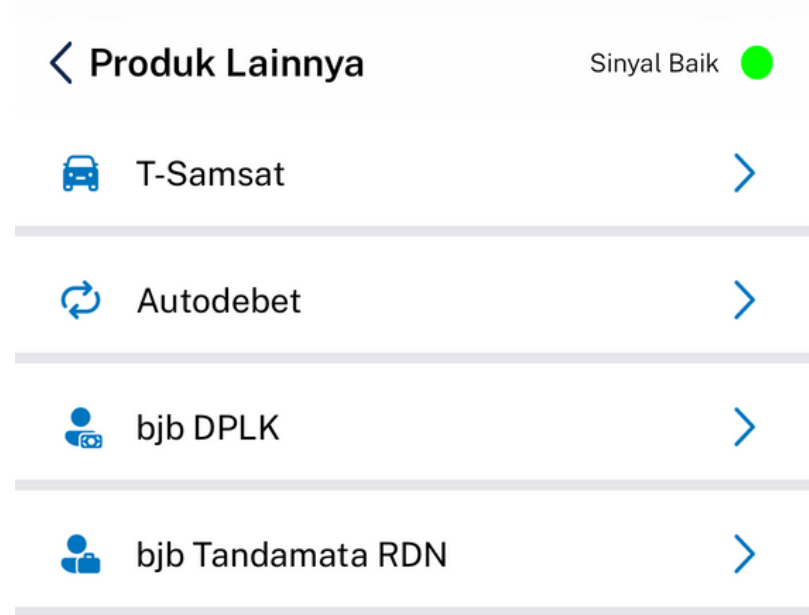 Produk Lainnya Sinyal Baik
T-Samsat
Autodebet
bjb DPLK
bjb Tandamata RDN